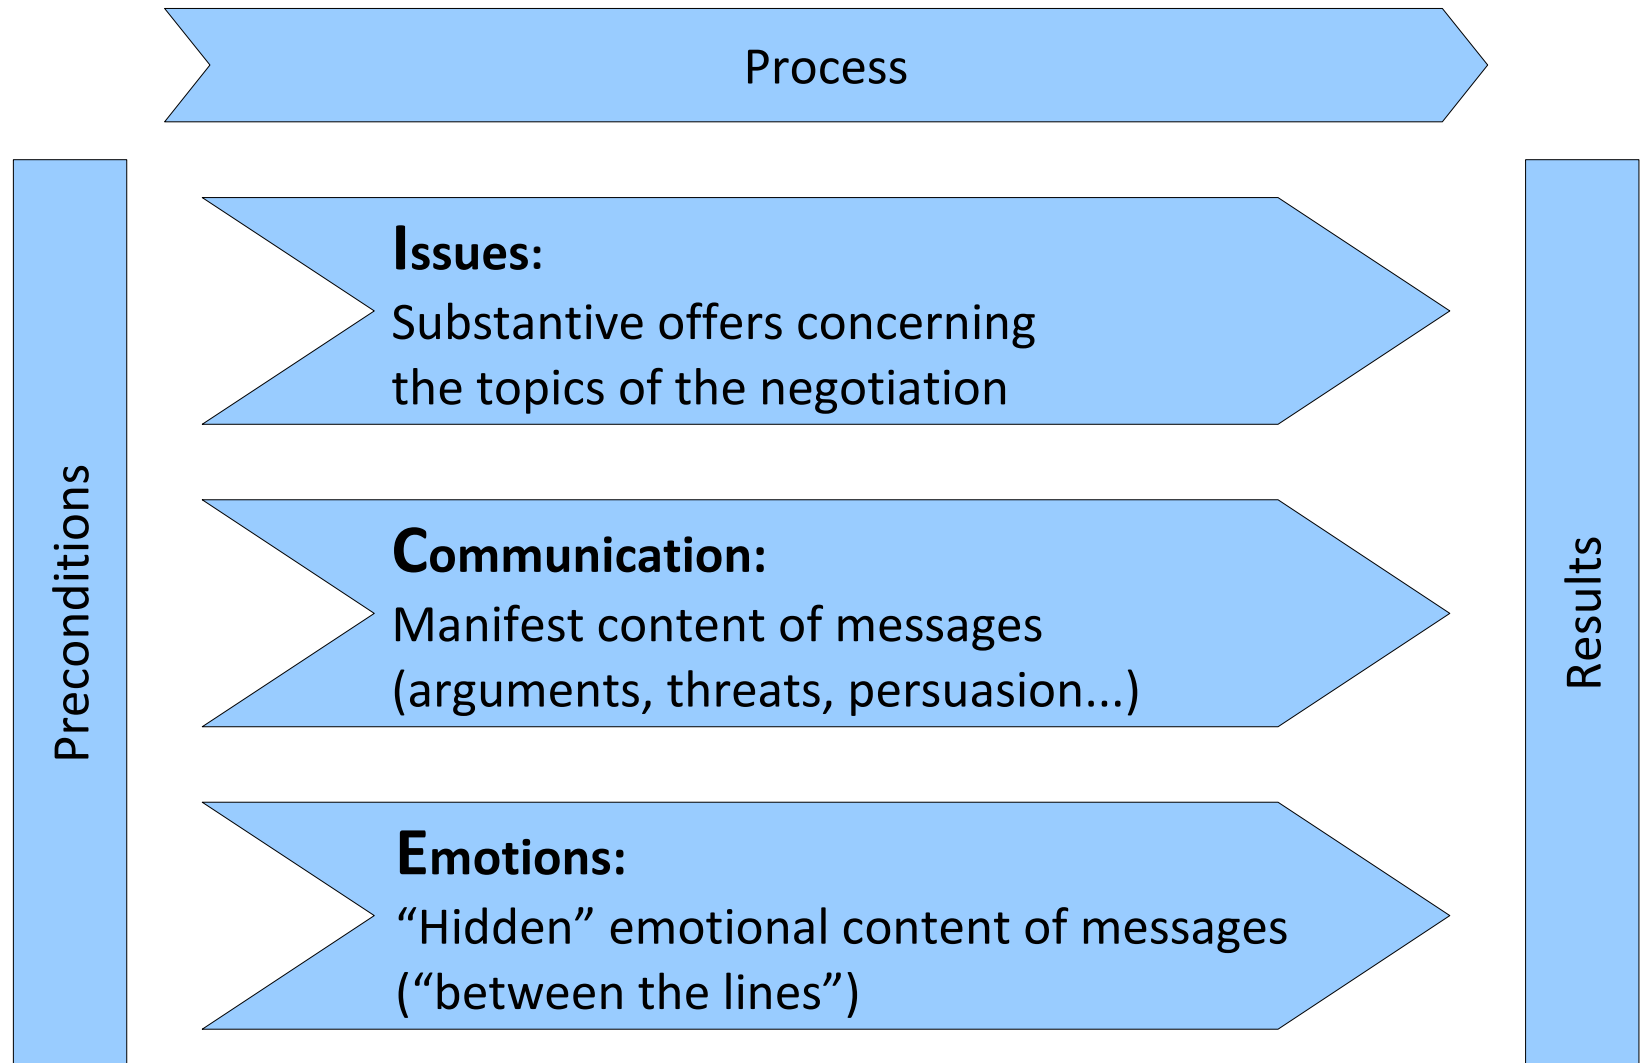 Process
Preconditions
Issues:
Substantive offers concerning
the topics of the negotiation
Communication:
Manifest content of messages
(arguments, threats, persuasion...)
Emotions:
“Hidden” emotional content of messages
(“between the lines”)
Results